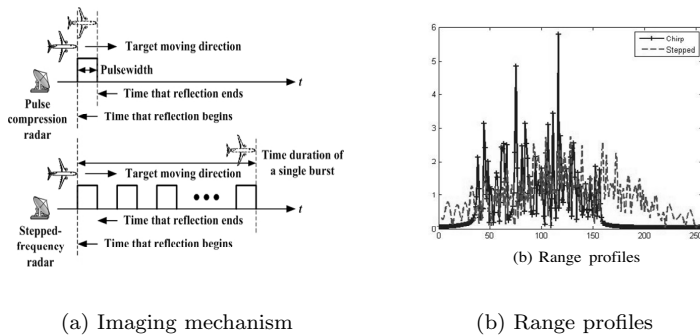 Target moving direction
Pulsewidth
t
Time that reflection ends
Pulse
compression
radar
Time that reflection begins
Time duration of
a single burst
Target moving direction
t
Time that reflection ends
Stepped-
frequency
radar
Time that reflection begins
6
5
4
3
2
1
0
0
50
100
150
200
250
Chirp
Stepped
(b) Range profiles
(a) Imaging mechanism
(b) Range profiles